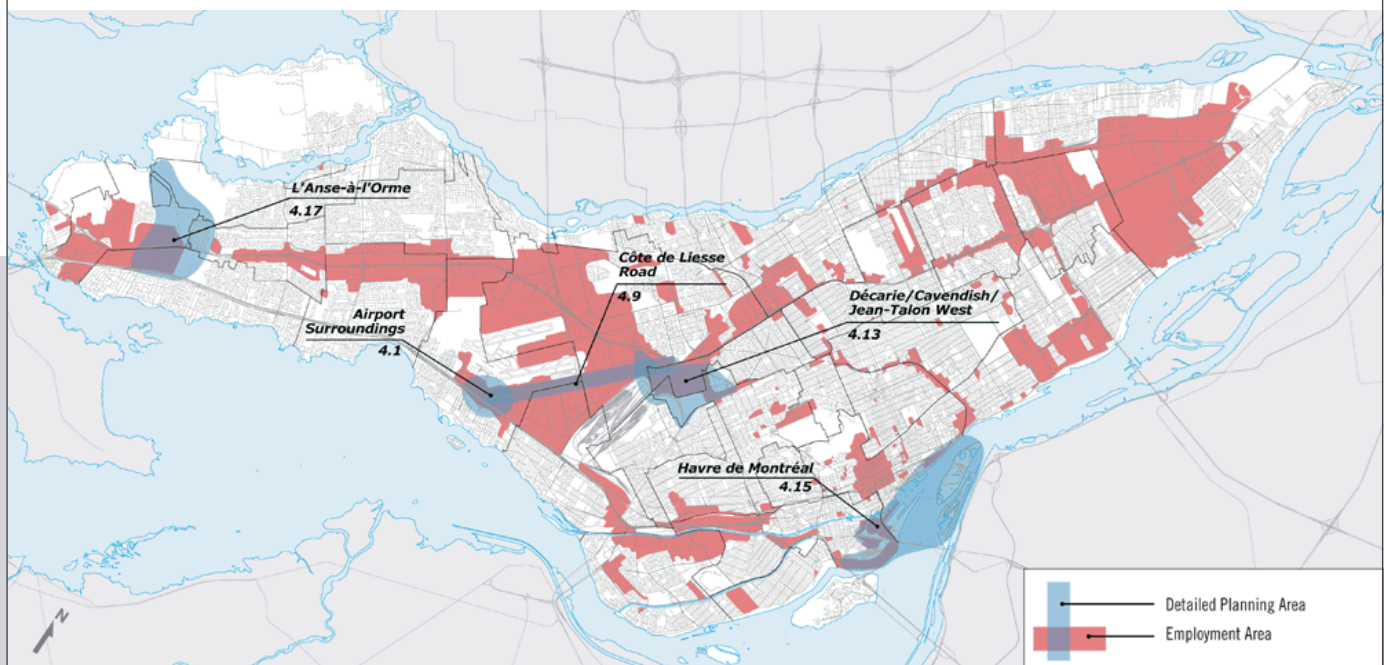 L'Anse-à-l'Orme
4.17
Côte de Liesse
Road
4.9
Airport
Surroundings
4.1
Décarie/Cavendish/
Jean-Talon West
4.13
Havre de Montréal
4.15
N
Detailed Planning Area
Employment Area